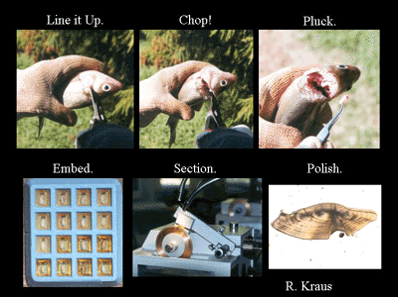 Line it Up. Chop! Pluck.
Embed. Section. Polish.
R. Kraus